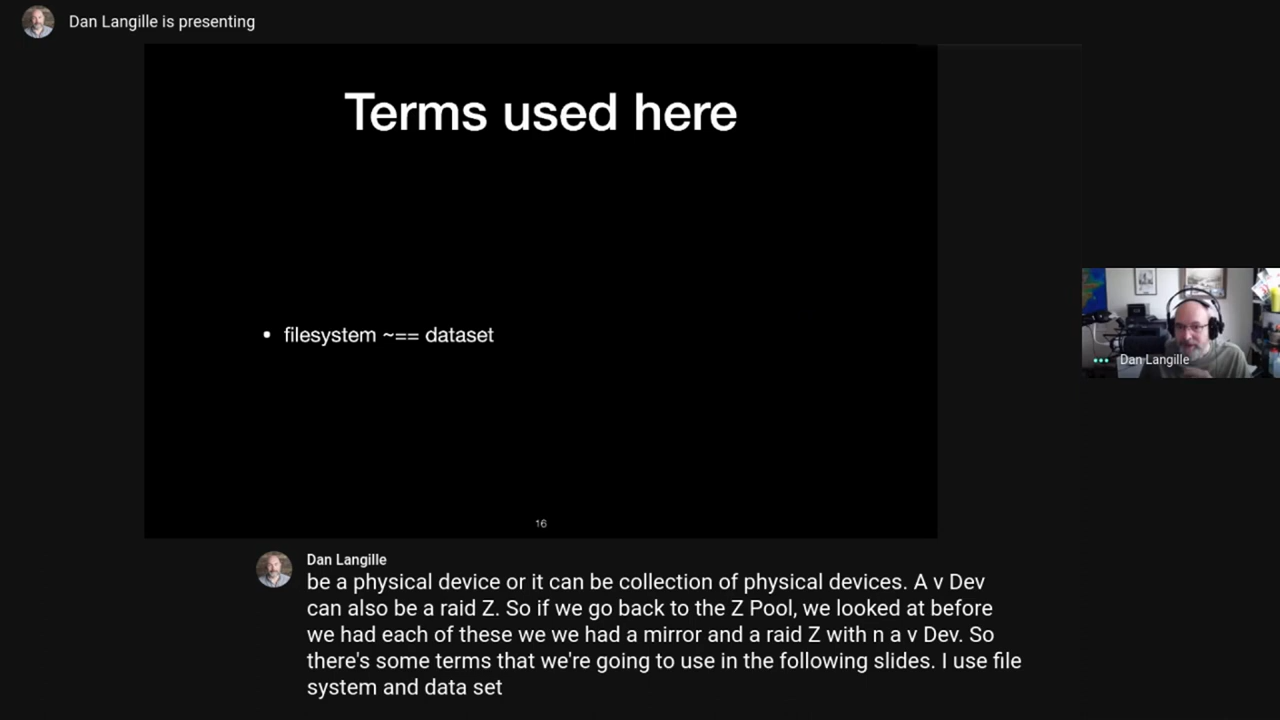 Dan Langille is presenting
Terms used here
• filesystem ~== dataset
16
Dan Langille
Dan Langille
be a physical device or it can be collection of physical devices. A v Dev
can also be a raid Z. So if we go back to the Z Pool, we looked at before
we had each of these we we had a mirror and a raid Z with n a v Dev. So
there's some terms that we're going to use in the following slides. I use file
system and data set